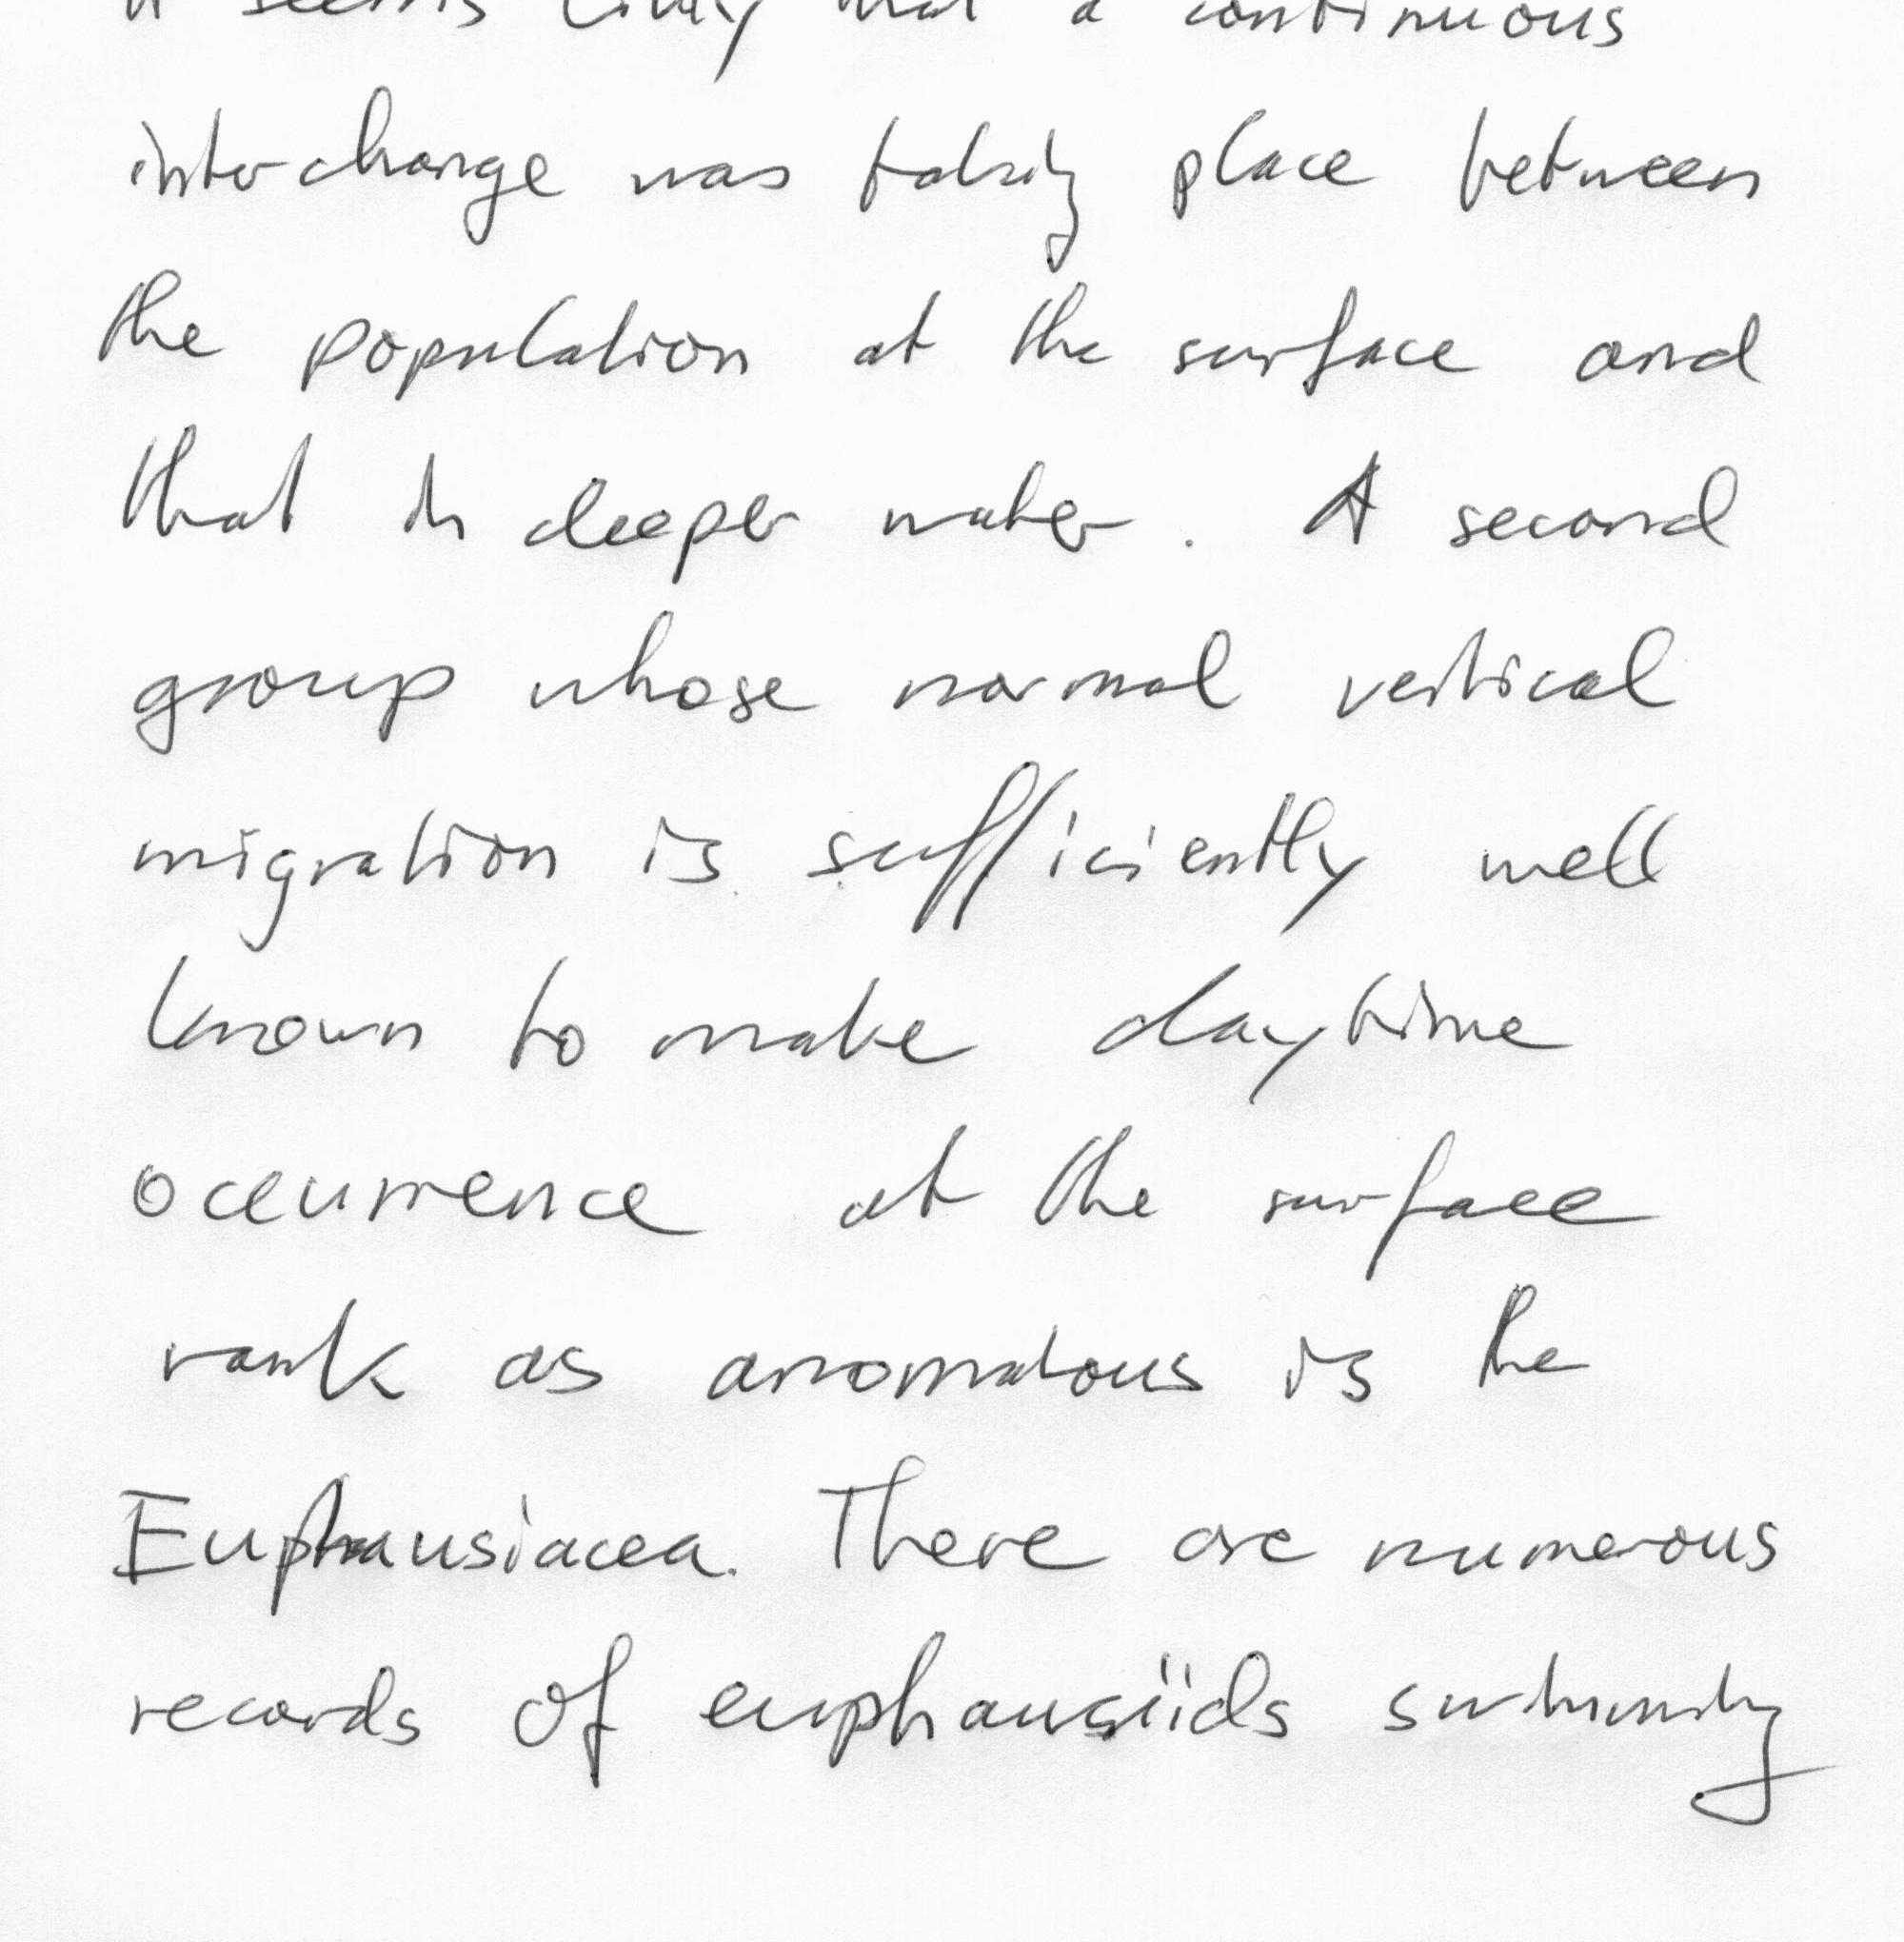 it seems likely that a continuous
interchange was taking place between
the population at the surface and
that in deeper water. A second
group whose normal vertical
migration is sufficiently well
known to make daytime
occurrence at the surface
rank as anomalous is the
Euphausiacea. There are numerous
records of euphausiids swimming